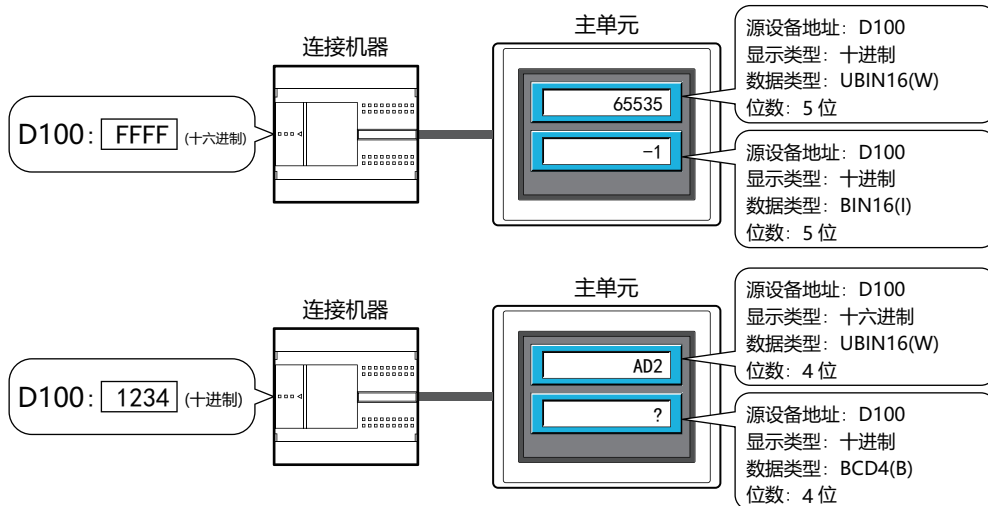 连接机器
主单元
D100: FFFF (十六进制)
65535
-1
源设备地址: D100
显示类型: 十进制
数据类型: UBIN16(W)
位数: 5 位
源设备地址: D100
显示类型: 十进制
数据类型: BIN16(I)
位数: 5 位
连接机器
主单元
D100: 1234 (十进制)
AD2
?
源设备地址: D100
显示类型: 十六进制
数据类型: UBIN16(W)
位数: 4 位
源设备地址: D100
显示类型: 十进制
数据类型: BCD4(B)
位数: 4 位